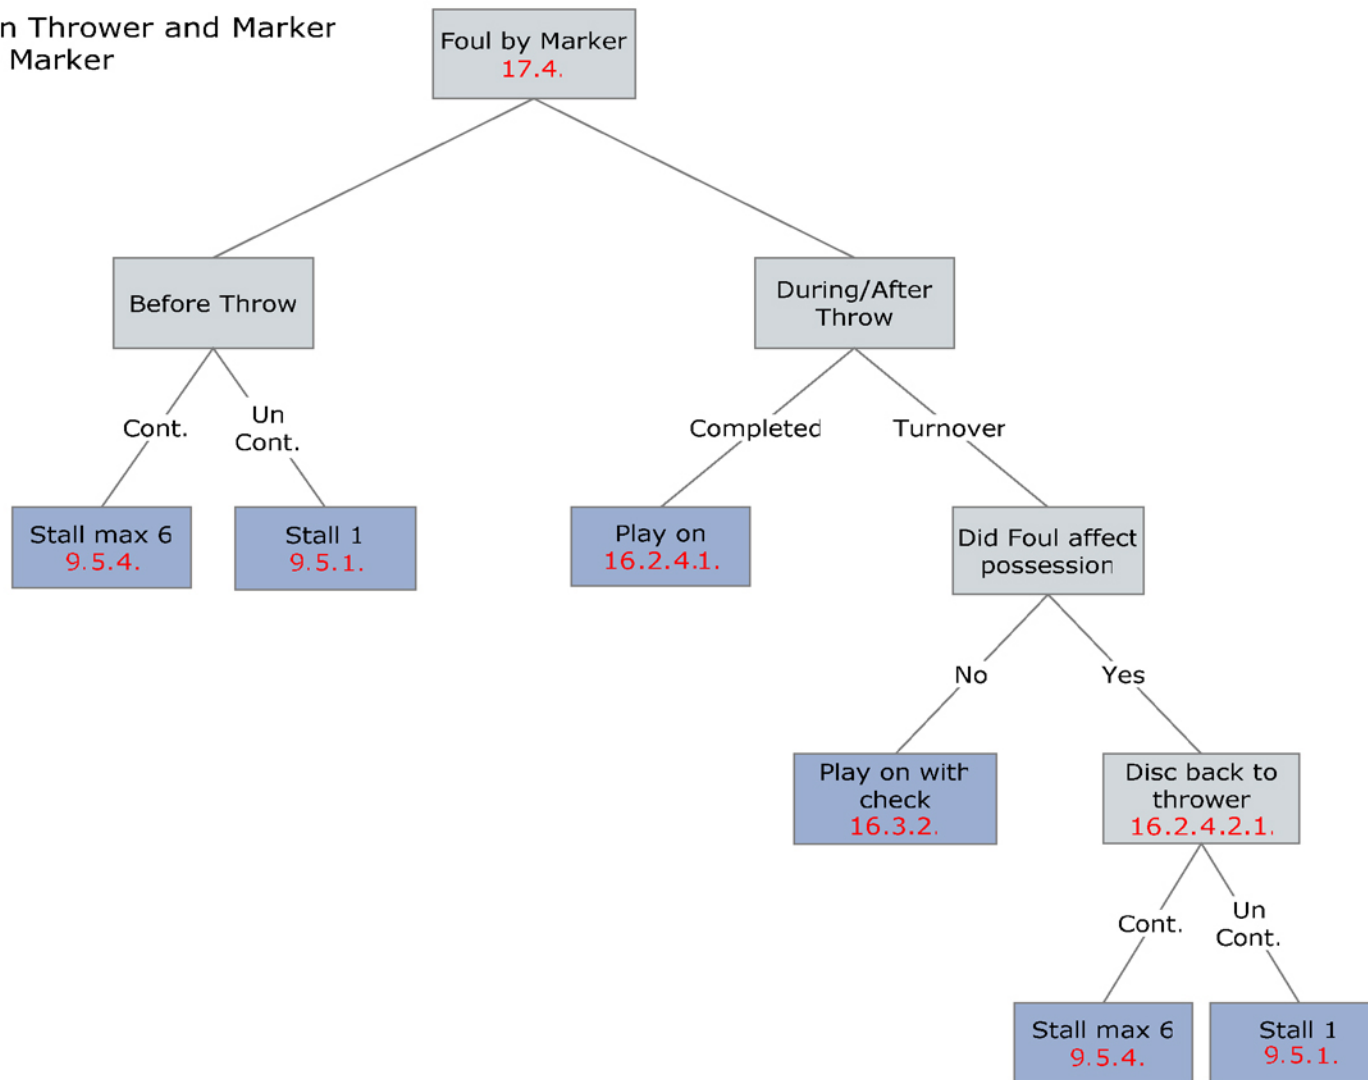 n Thrower and Marker
Marker
Foul by Marker
17.4.
Before Throw
During/After
Throw
Cont.
Un
Cont.
Completed
Turnover
Stall max 6
9.5.4.
Stall 1
9.5.1.
Play on
16.2.4.1.
Did Foul affect
possession
No
Yes
Play on with
check
16.3.2.
Disc back to
thrower
16.2.4.2.1.
Cont.
Un
Cont.
Stall max 6
9.5.4.
Stall 1
9.5.1.